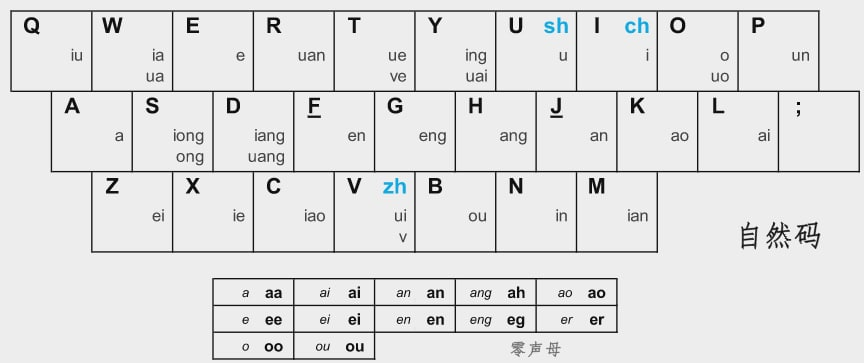 Q W E R T Y U sh I ch O P
iu ia e uan ue ing u i o un
ua ve uai uo
A S D F G H J K L ;
a iong iang en eng ang an ao ai
ong uang
Z X C V zh B N M
ei ie iao ui ou in ian
v
自然码
a aa ai ai an an ang ah ao ao
e ee ei ei en en eng eg er er
o oo ou ou
零声母